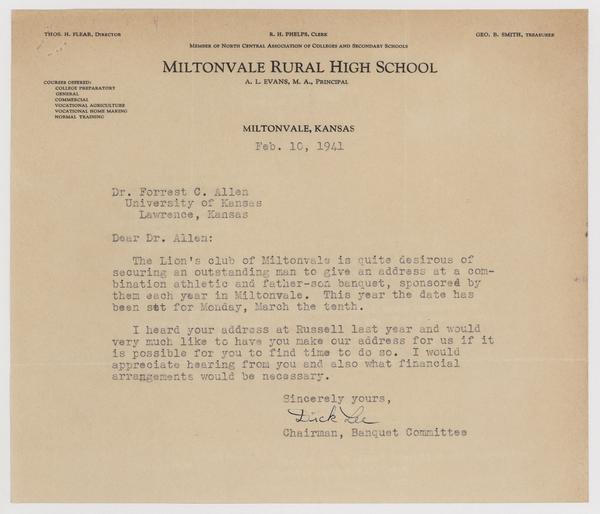 THOS. H. FLEAR, DIRECTOR
R. H. PHELPS, CLERK
GEO. B. SMITH, TREASURER
MEMBER OF NORTH CENTRAL ASSOCIATION OF COLLEGES AND SECONDARY SCHOOLS
MILTONVALE RURAL HIGH SCHOOL
A. L. EVANS, M. A., PRINCIPAL
COURSES OFFERED:
COLLEGE PREPARATORY
GENERAL
COMMERCIAL
VOCATIONAL AGRICULTURE
VOCATIONAL HOME MAKING
NORMAL TRAINING
MILTONVALE, KANSAS
Feb. 10, 1941
Dr. Forrest C. Allen
University of Kansas
Lawrence, Kansas
Dear Dr. Allen:
The Lion's club of Miltonvale is quite desirous of
securing an outstanding man to give an address at a com-
bination athletic and father-son banquet, sponsored by
them each year in Miltonvale. This year the date has
been set for Monday, March the tenth.
I heard your address at Russell last year and would
very much like to have you make our address for us if it
is possible for you to find time to do so. I would
appreciate hearing from you and also what financial
arrangements would be necessary.
Sincerely yours,
Dick Lee
Chairman, Banquet Committee